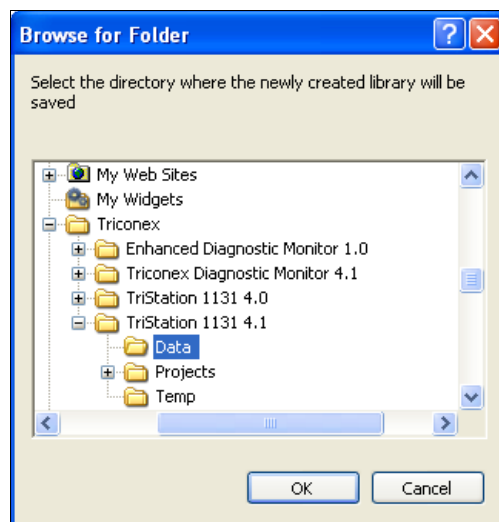 Browse for Folder
Select the directory where the newly created library will be
saved
My Web Sites
My Widgets
Triconex
Enhanced Diagnostic Monitor 1.0
Triconex Diagnostic Monitor 4.1
TriStation 1131 4.0
TriStation 1131 4.1
Data
Projects
Temp
OK Cancel